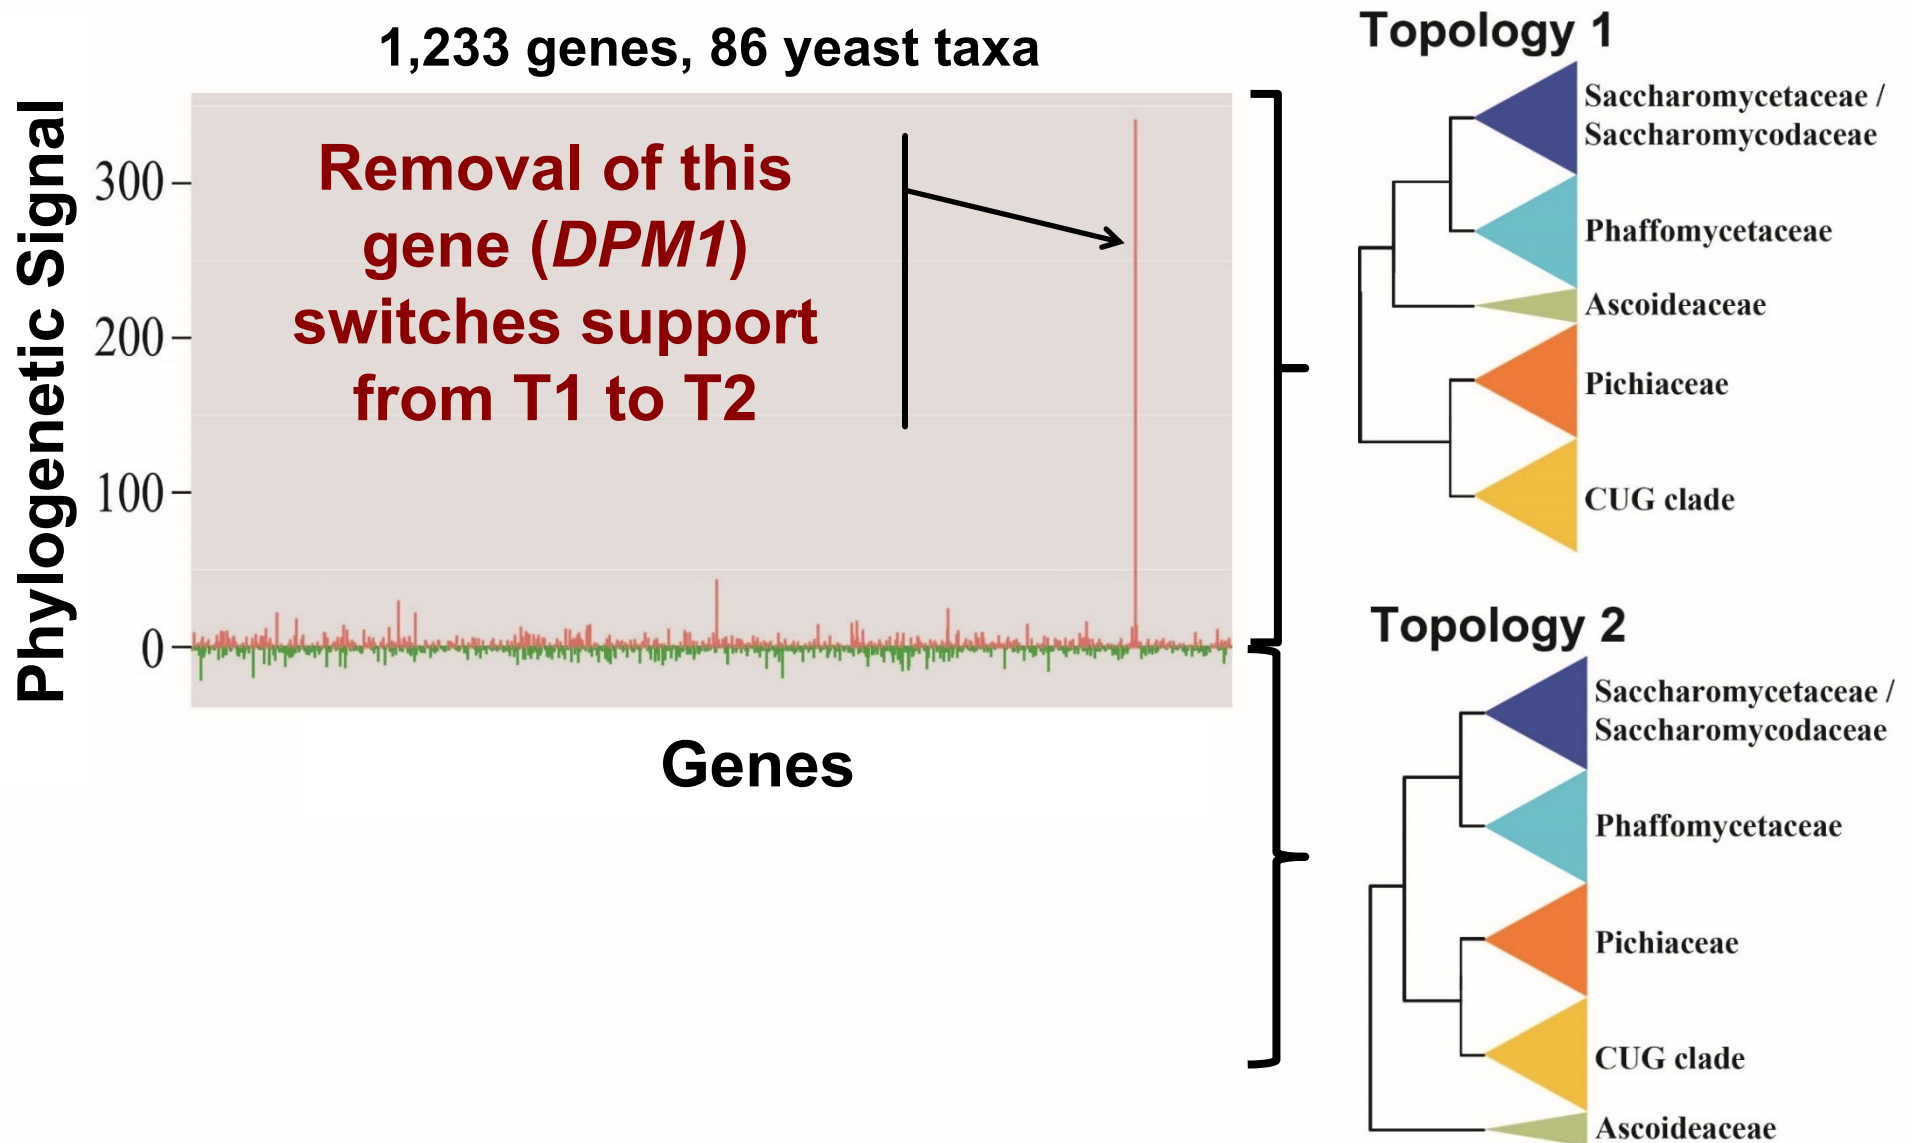 1,233 genes, 86 yeast taxa
Phylogenetic Signal
300
200
100
0
Removal of this
gene (DPM1)
switches support
from T1 to T2
Genes
Topology 1
Saccharomycetaceae /
Saccharomycodaceae
Phaffomycetaceae
Ascoideaceae
Pichiaceae
CUG clade
Topology 2
Saccharomycetaceae /
Saccharomycodaceae
Phaffomycetaceae
Pichiaceae
CUG clade
Ascoideaceae